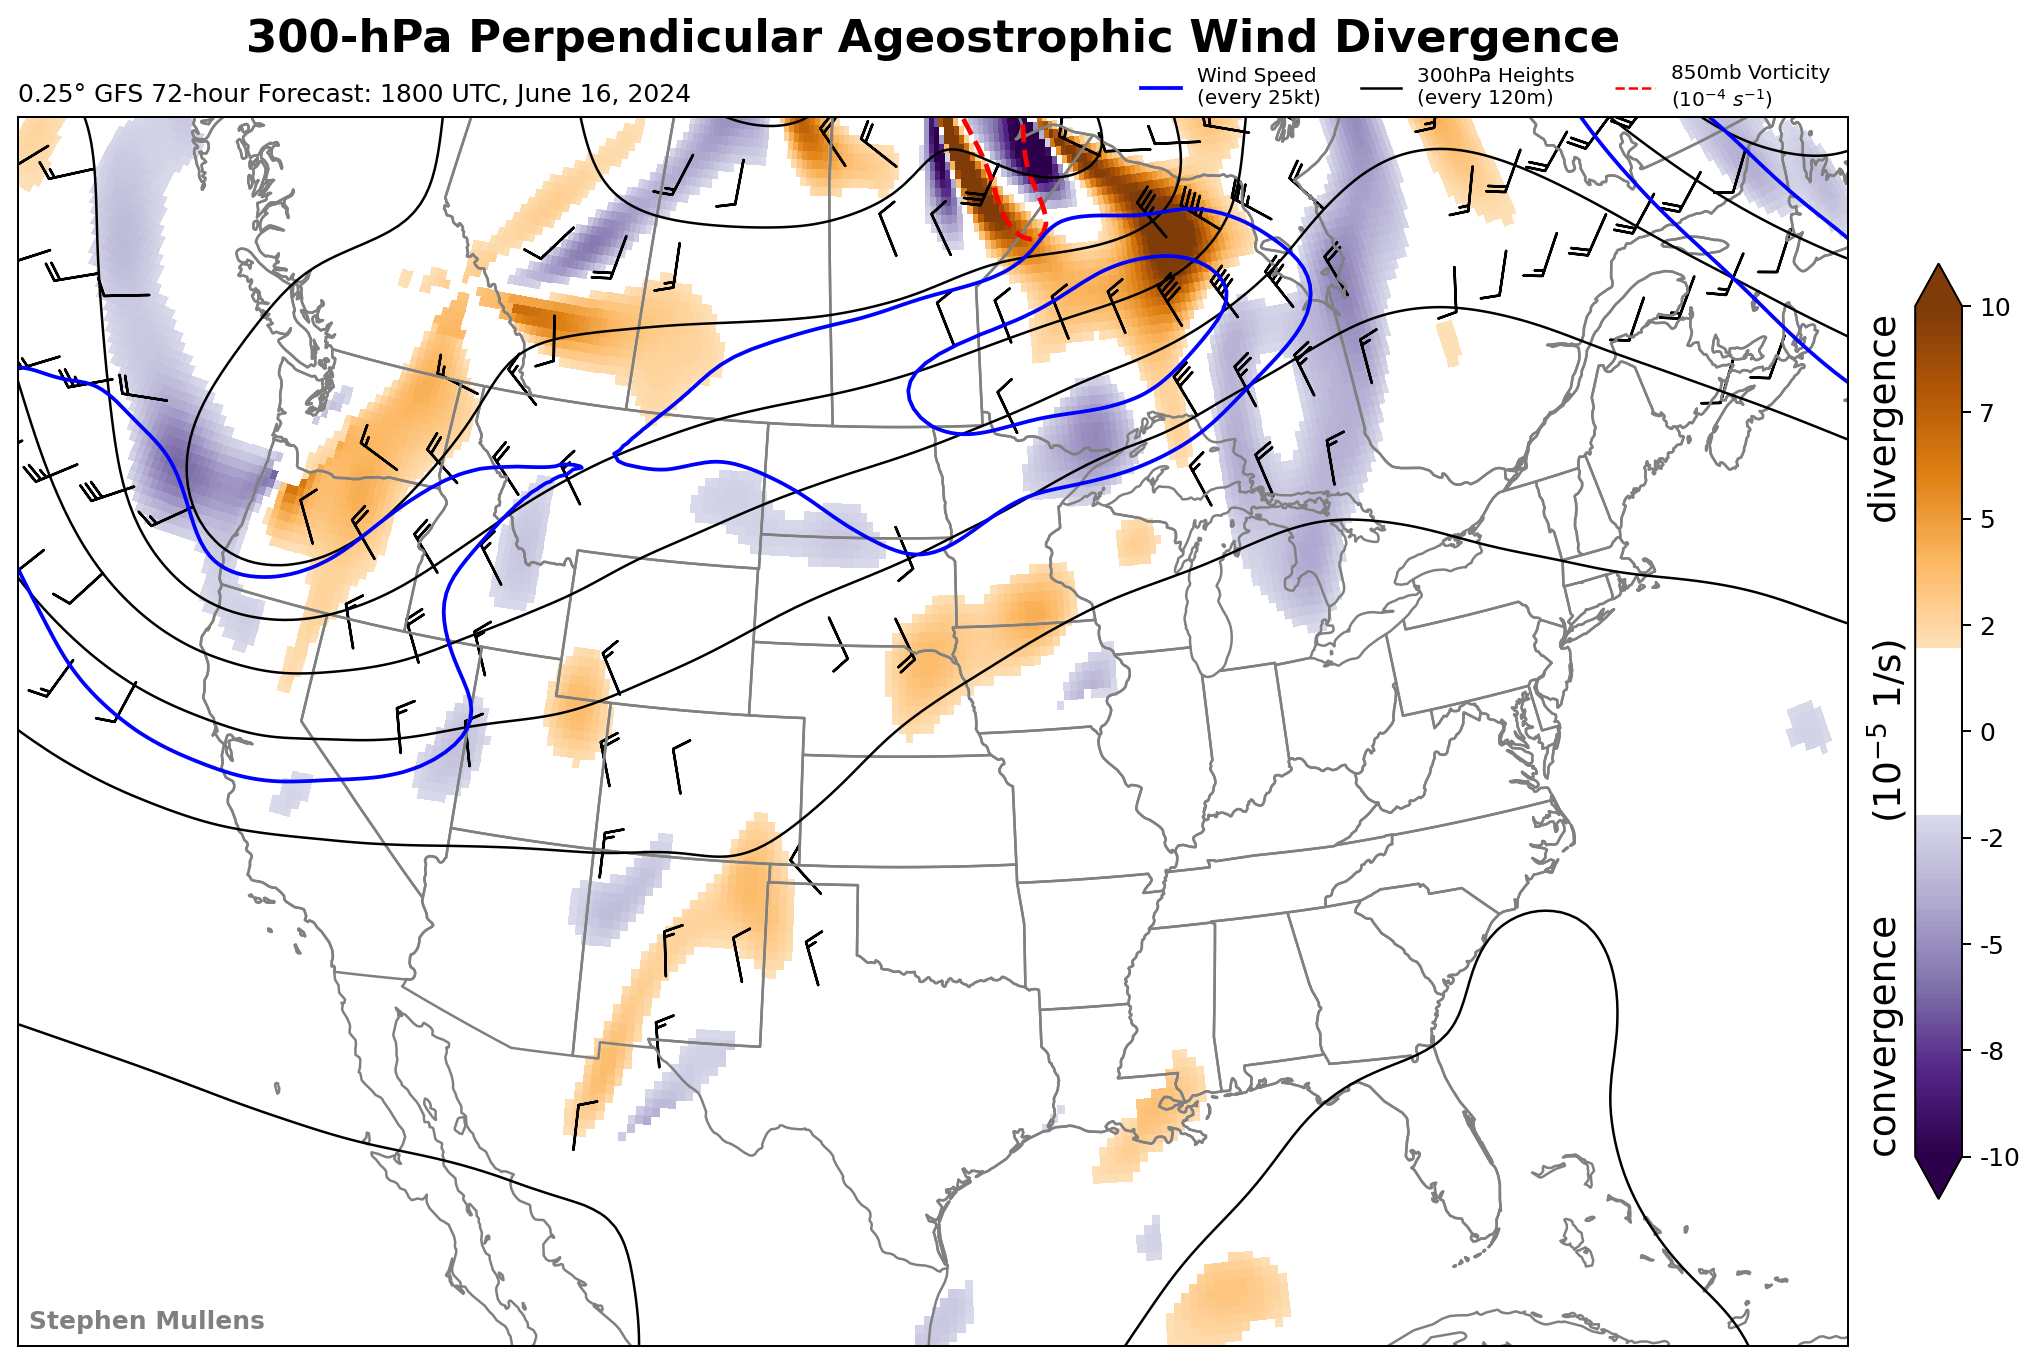 300-hPa Perpendicular Ageostrophic Wind Divergence
0.25° GFS 72-hour Forecast: 1800 UTC, June 16, 2024
Wind Speed
(every 25kt)
300hPa Heights
(every 120m)
850mb Vorticity
(10⁻⁴ s⁻¹)
10
7
5
2
0
-2
-5
-8
-10
convergence (10⁻⁵ 1/s) divergence
Stephen Mullens